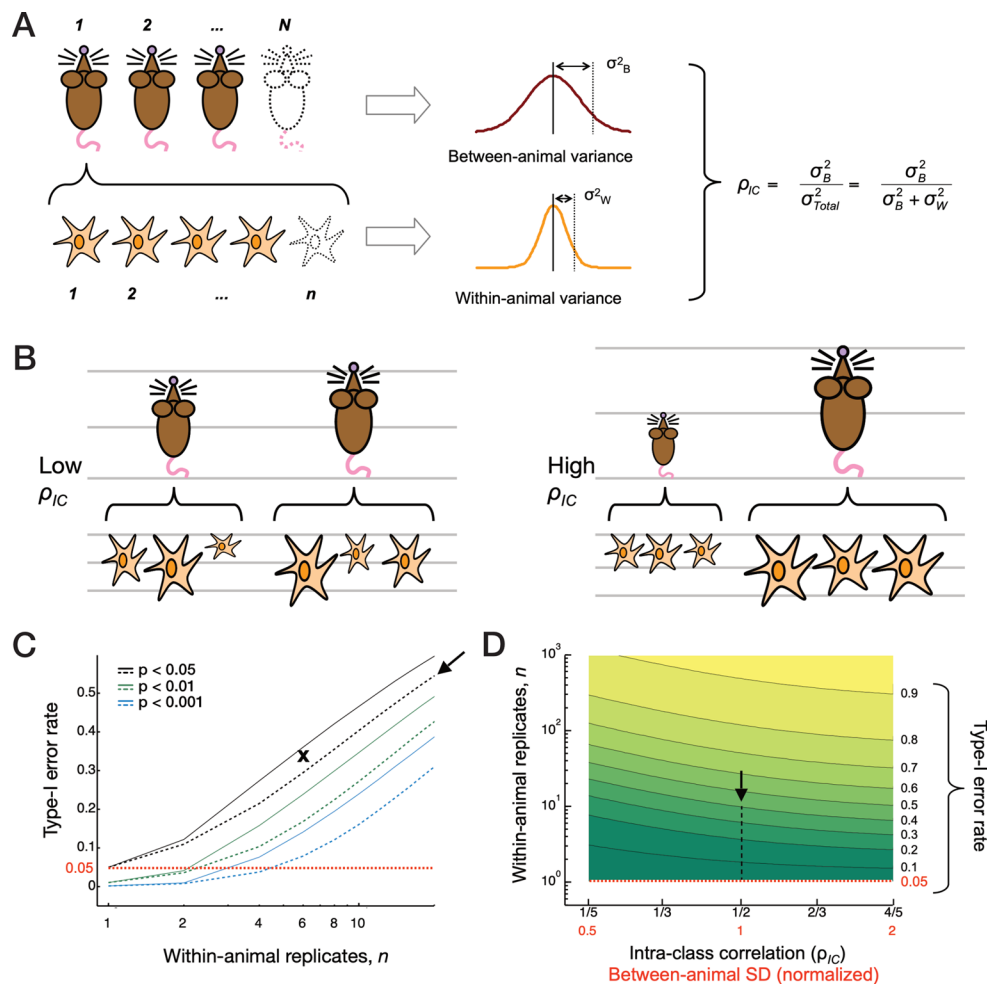 A
1 2 ... N
σ²B
Between-animal variance
σ²W
Within-animal variance
ρIC = σ²B / σ²Total = σ²B / σ²B + σ²W
1 2 ... n
B
Low
ρIC
High
ρIC
C
p < 0.05
p < 0.01
p < 0.001
Type-I error rate
0.5
0.4
0.3
0.2
0.1
0.05
0
x
1 2 4 6 8 10
Within-animal replicates, n
D
Within-animal replicates, n
10³
10²
10¹
10⁰
0.9
0.8
0.7
0.6
0.5
0.4
0.3
0.2
0.1
0.05
Type-I error rate
1/5 1/3 1/2 2/3 4/5
0.5 1 2
Intra-class correlation (ρIC)
Between-animal SD (normalized)